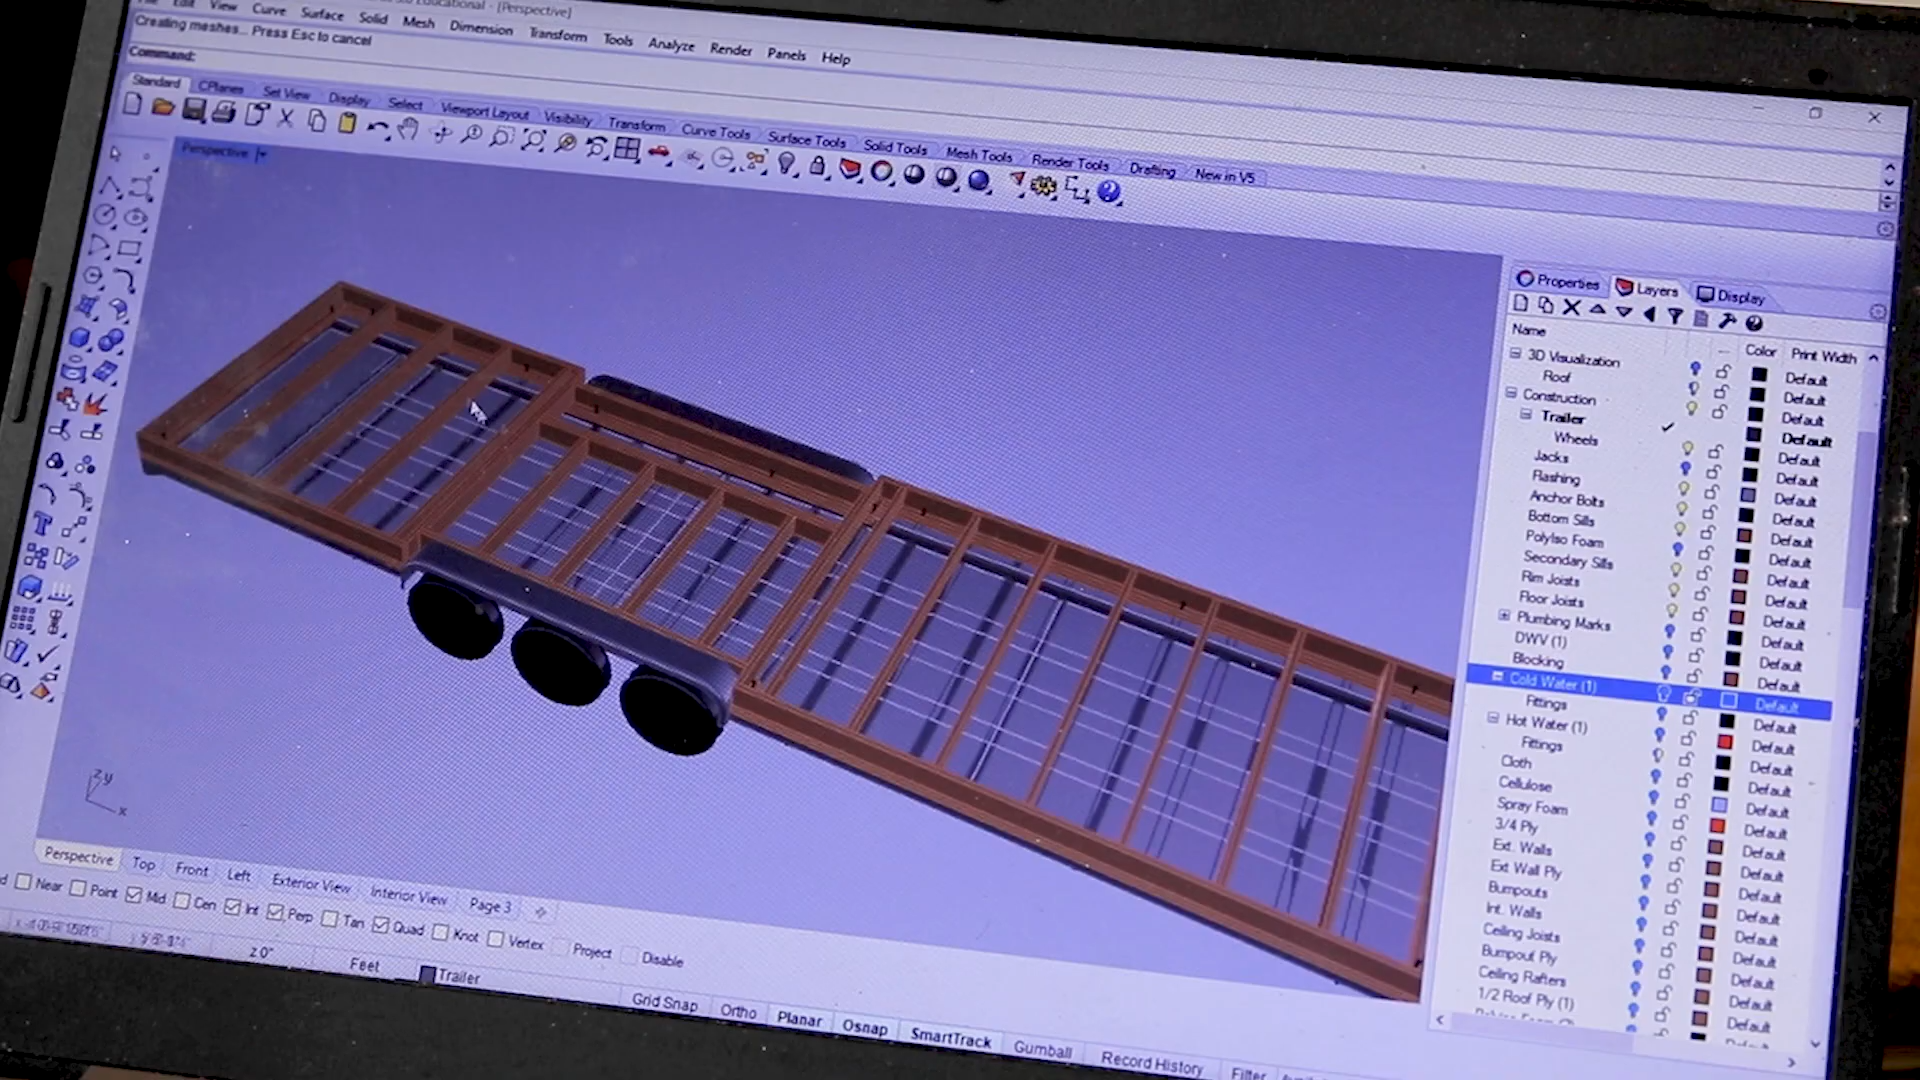 Educational - [Perspective]
Edit View Curve Surface Solid Mesh Dimension Transform Tools Analyze Render Panels Help
Creating meshes... Press Esc to cancel
Command:
Standard CPlanes Set View Display Select Viewport Layout Visibility Transform Curve Tools Surface Tools Solid Tools Mesh Tools Render Tools Drafting New in V5
Perspective
Properties Layers Display
Name Color Print Width
3D Visualization Default
Roof Default
Construction Default
Trailer Default
Wheels Default
Jacks Default
Flashing Default
Anchor Bolts Default
Bottom Sills Default
PolyIso Foam Default
Secondary Sills Default
Rim Joists Default
Floor Joists Default
Plumbing Marks Default
DWV (1) Default
Blocking Default
Cold Water (1) Default
Fittings Default
Hot Water (1) Default
Fittings Default
Cloth Default
Cellulose Default
Spray Foam Default
3/4 Ply Default
Ext. Walls Default
Ext Wall Ply Default
Bumpouts Default
Int. Walls Default
Ceiling Joists Default
Bumpout Ply Default
Ceiling Rafters Default
1/2 Roof Ply (1) Default
z y
x
Perspective Top Front Left Exterior View Interior View Page 3
Near Point Mid Cen Int Perp Tan Quad Knot Vertex Project Disable
z 0" Feet Trailer
Grid Snap Ortho Planar Osnap SmartTrack Gumball Record History Filter